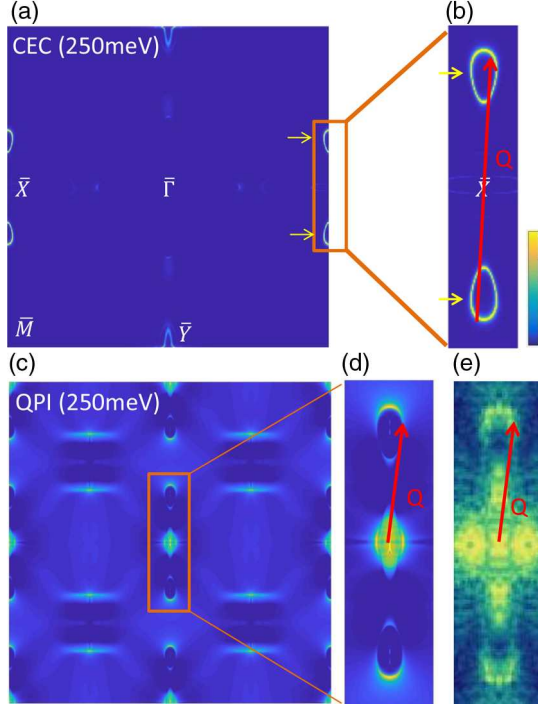 (a)
(b)
CEC (250meV)
X̄
Γ̄
X̄
Q
M̄
Ȳ
(c)
(d)
(e)
QPI (250meV)
Q
Q